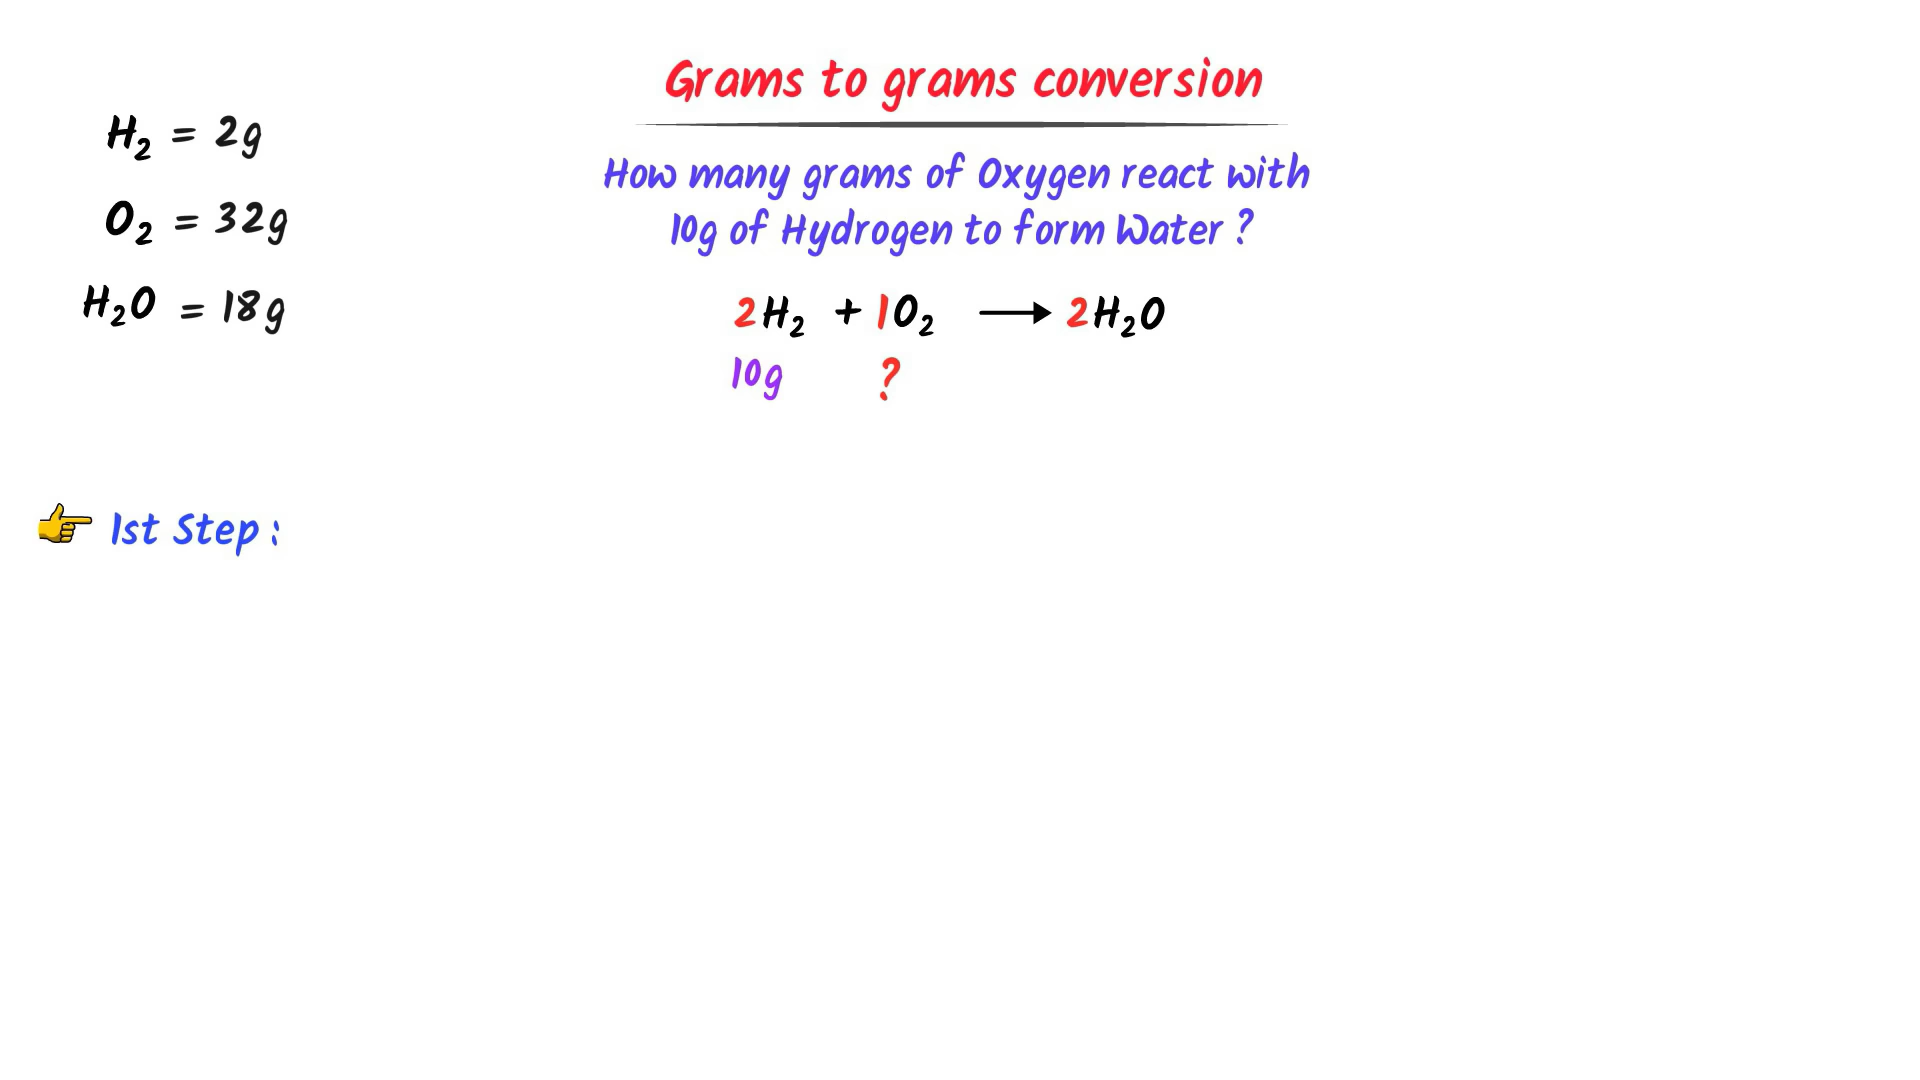 Grams to grams conversion
H₂ = 2g
O₂ = 32g
H₂O = 18g
How many grams of Oxygen react with
10g of Hydrogen to form Water ?
2H₂ + 1O₂ → 2H₂O
10g ?
1st Step :